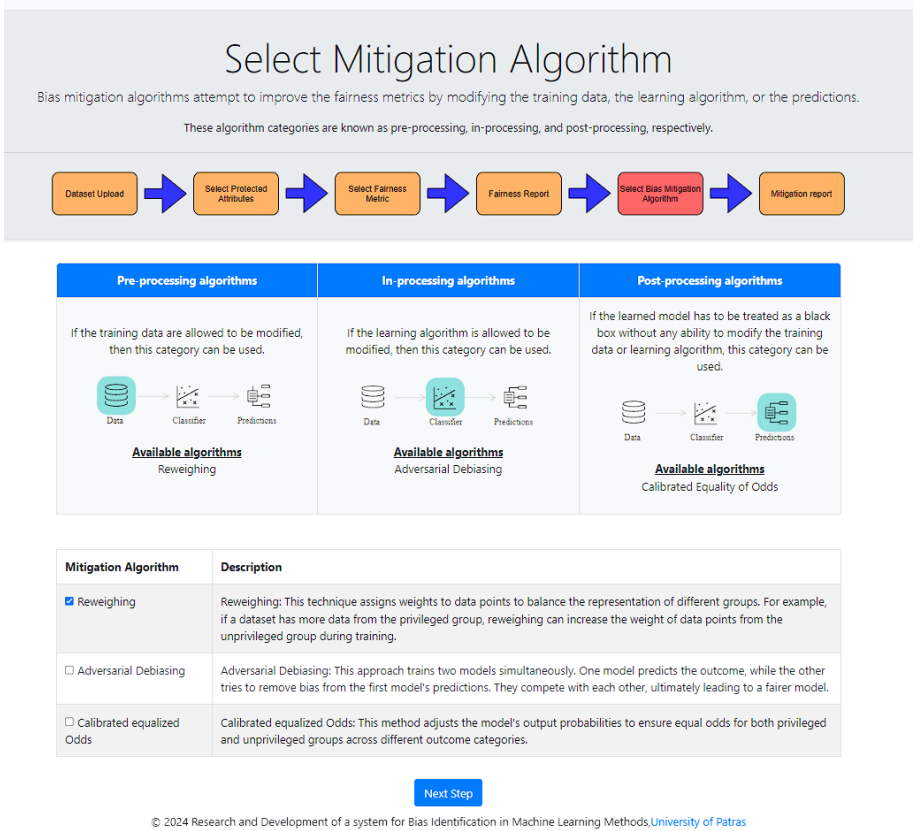 Select Mitigation Algorithm
Bias mitigation algorithms attempt to improve the fairness metrics by modifying the training data, the learning algorithm, or the predictions.
These algorithm categories are known as pre-processing, in-processing, and post-processing, respectively.
Dataset Upload
Select Protected
Attributes
Select Fairness
Metric
Fairness Report
Select Bias Mitigation
Algorithm
Mitigation report
Pre-processing algorithms
If the training data are allowed to be modified,
then this category can be used.
Data Classifier Predictions
Available algorithms
Reweighing
In-processing algorithms
If the learning algorithm is allowed to be
modified, then this category can be used.
Data Classifier Predictions
Available algorithms
Adversarial Debiasing
Post-processing algorithms
If the learned model has to be treated as a black
box without any ability to modify the training
data or learning algorithm, this category can be
used.
Data Classifier Predictions
Available algorithms
Calibrated Equality of Odds
Mitigation Algorithm Description
Reweighing
Reweighing: This technique assigns weights to data points to balance the representation of different groups. For example,
if a dataset has more data from the privileged group, reweighing can increase the weight of data points from the
unprivileged group during training.
Adversarial Debiasing
Adversarial Debiasing: This approach trains two models simultaneously. One model predicts the outcome, while the other
tries to remove bias from the first model's predictions. They compete with each other, ultimately leading to a fairer model.
Calibrated equalized
Odds
Calibrated equalized Odds: This method adjusts the model's output probabilities to ensure equal odds for both privileged
and unprivileged groups across different outcome categories.
Next Step
© 2024 Research and Development of a system for Bias Identification in Machine Learning Methods,University of Patras